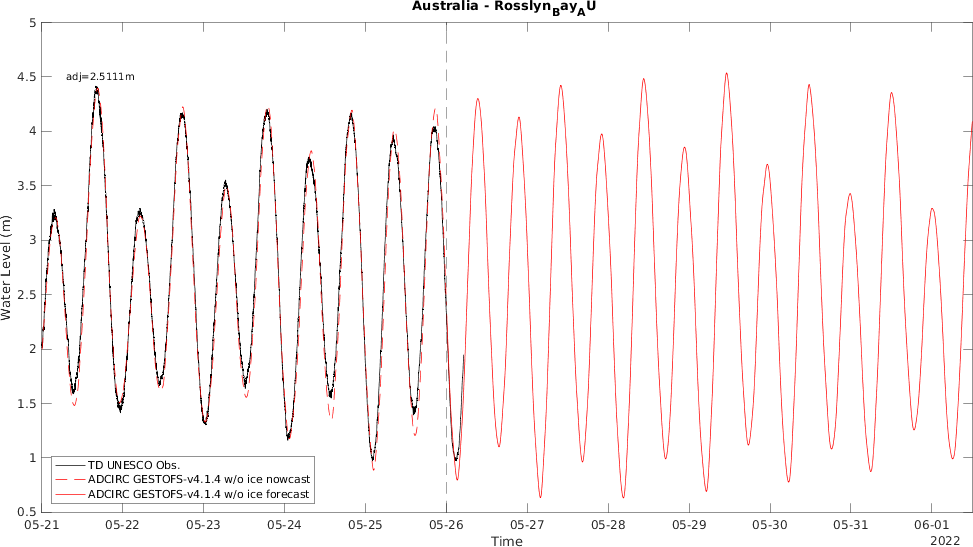 Australia - RosslynBayAU
adj=2.5111m
Water Level (m)
5
4.5
4
3.5
3
2.5
2
1.5
1
0.5
TD UNESCO Obs.
ADCIRC GESTOFS-v4.1.4 w/o ice nowcast
ADCIRC GESTOFS-v4.1.4 w/o ice forecast
05-21 05-22 05-23 05-24 05-25 05-26 05-27 05-28 05-29 05-30 05-31 06-01
Time
2022